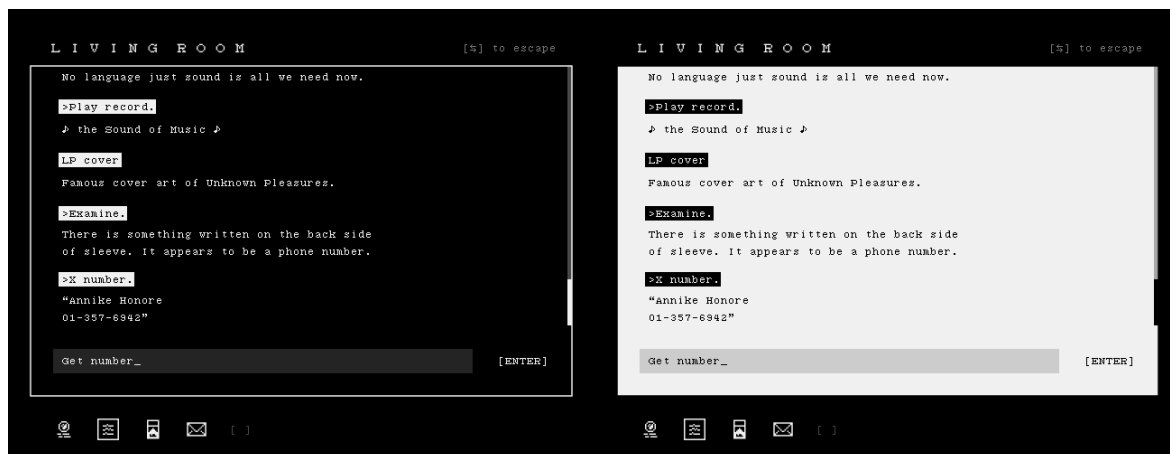 LIVING ROOM
[⇆] to escape
No language just sound is all we need now.
>Play record.
♪ the Sound of Music ♪
LP cover
Famous cover art of Unknown Pleasures.
>Examine.
There is something written on the back side
of sleeve. It appears to be a phone number.
>X number.
“Annike Honore
01-357-6942”
Get number_
[ENTER]
[ ]
LIVING ROOM
[⇆] to escape
No language just sound is all we need now.
>Play record.
♪ the Sound of Music ♪
LP cover
Famous cover art of Unknown Pleasures.
>Examine.
There is something written on the back side
of sleeve. It appears to be a phone number.
>X number.
“Annike Honore
01-357-6942”
Get number_
[ENTER]
[ ]